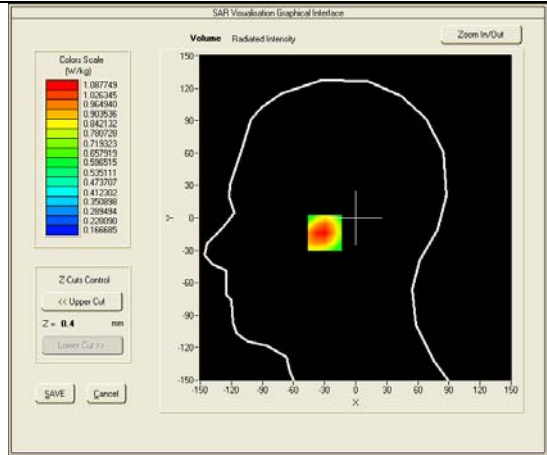 SAR Visualisation Graphical Interface
Volume Radiated Intensity
Zoom In/Out
Colors Scale
(W/kg)
1.087749
1.026345
0.964940
0.903536
0.842132
0.780728
0.719323
0.657919
0.596515
0.535111
0.473707
0.412302
0.350898
0.289494
0.228090
0.166685
Z Cuts Control
<< Upper Cut
Z = 0.4 mm
Lower Cut >>
SAVE Cancel
150-
120-
90-
60-
30-
0-
-30-
-60-
-90-
-120-
-150-
Y
-150 -120 -90 -60 -30 0 30 60 90 120 150
X